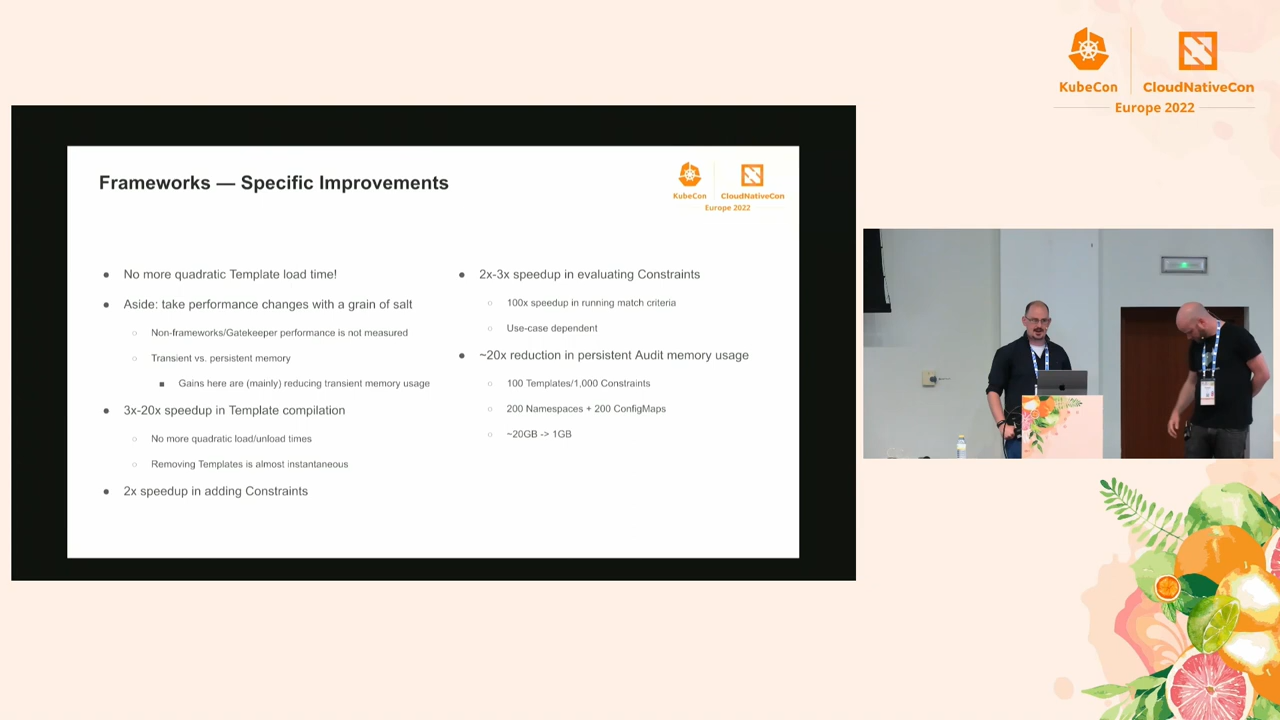 KubeCon
CloudNativeCon
Europe 2022
Frameworks — Specific Improvements
KubeCon
CloudNativeCon
Europe 2022
● No more quadratic Template load time!
● Aside: take performance changes with a grain of salt
○ Non-frameworks/Gatekeeper performance is not measured
○ Transient vs. persistent memory
■ Gains here are (mainly) reducing transient memory usage
● 3x-20x speedup in Template compilation
○ No more quadratic load/unload times
○ Removing Templates is almost instantaneous
● 2x speedup in adding Constraints
● 2x-3x speedup in evaluating Constraints
○ 100x speedup in running match criteria
○ Use-case dependent
● ~20x reduction in persistent Audit memory usage
○ 100 Templates/1,000 Constraints
○ 200 Namespaces + 200 ConfigMaps
○ ~20GB -> 1GB